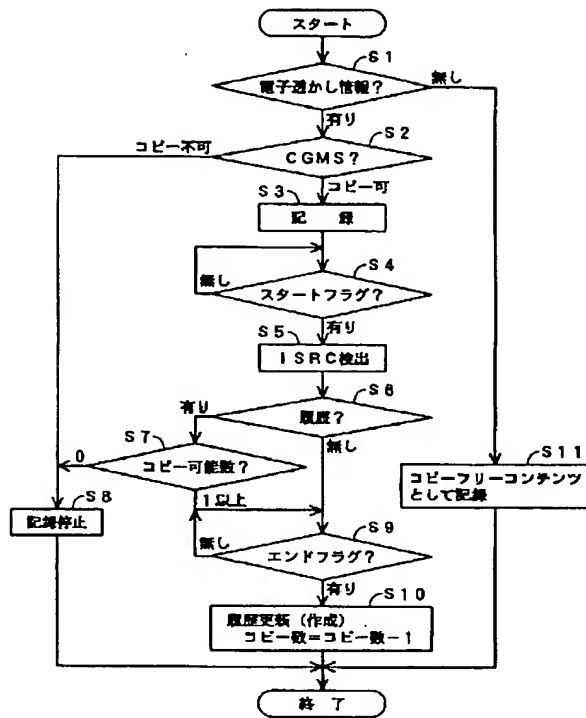 スタート
S1
電子透かし情報?
無し
有り
S2
コピー不可
CGMS?
コピー可
S3
記 録
S4
無し
スタートフラグ?
有り
S5
ISRC検出
S6
有り
履歴?
S7
無し
0
コピー可能数?
S11
コピーフリーコンテンツ
として記録
S8
1以上
記録停止
S9
無し
エンドフラグ?
有り
S10
履歴更新(作成)
コピー数=コピー数-1
終 了